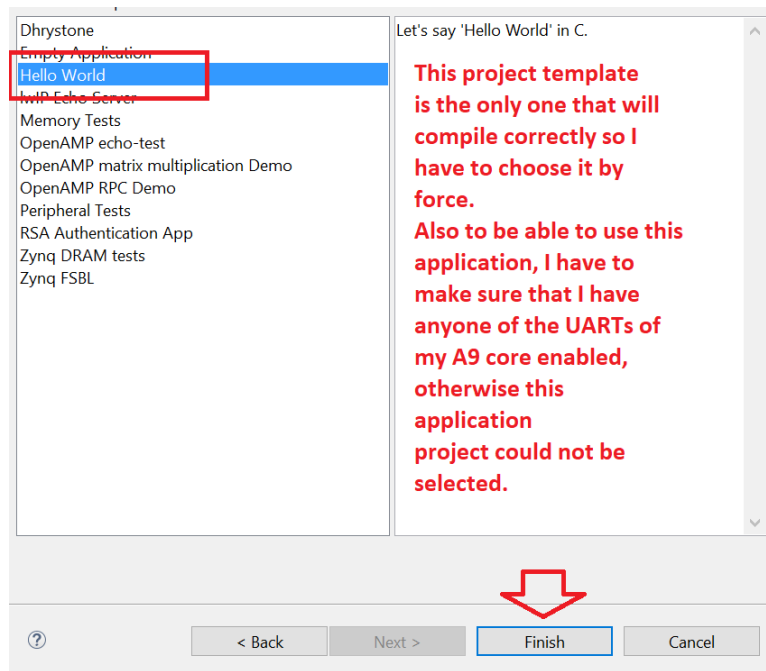 Dhrystone
Empty Application
Hello World
lwIP Echo Server
Memory Tests
OpenAMP echo-test
OpenAMP matrix multiplication Demo
OpenAMP RPC Demo
Peripheral Tests
RSA Authentication App
Zynq DRAM tests
Zynq FSBL
Let's say 'Hello World' in C.
This project template
is the only one that will
compile correctly so I
have to choose it by
force.
Also to be able to use this
application, I have to
make sure that I have
anyone of the UARTs of
my A9 core enabled,
otherwise this
application
project could not be
selected.
?
< Back
Next >
Finish
Cancel